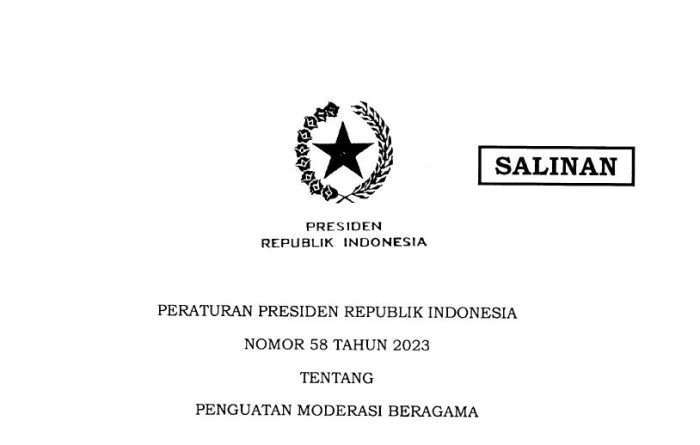 SALINAN
PRESIDEN
REPUBLIK INDONESIA
PERATURAN PRESIDEN REPUBLIK INDONESIA
NOMOR 58 TAHUN 2023
TENTANG
PENGUATAN MODERASI BERAGAMA